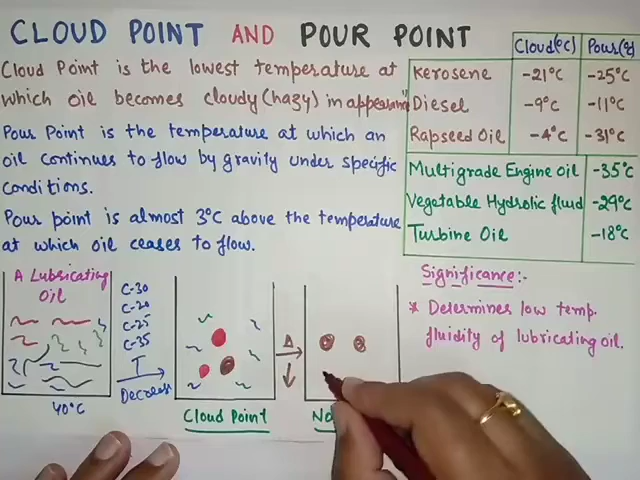 CLOUD POINT AND POUR POINT
Cloud Point is the lowest temperature at
which oil becomes cloudy (hazy) in appearanⁿ
Pour Point is the temperature at which an
oil continues to flow by gravity under specific
conditions.
Pour point is almost 3°C above the temperature
at which oil ceases to flow.
Cloud(°C) Pour(°C)
Kerosene -21°C -25°C
Diesel -9°C -11°C
Rapseed Oil -4°C -31°C
Multigrade Engine Oil -35°C
Vegetable Hydrolic fluid -29°C
Turbine Oil -18°C
Significance:-
* Determines low temp.
fluidity of lubricating oil.
A Lubricating
Oil
40°C
C-30
C-20
C-25
C-35
T
Decrease
Cloud Point
Δ